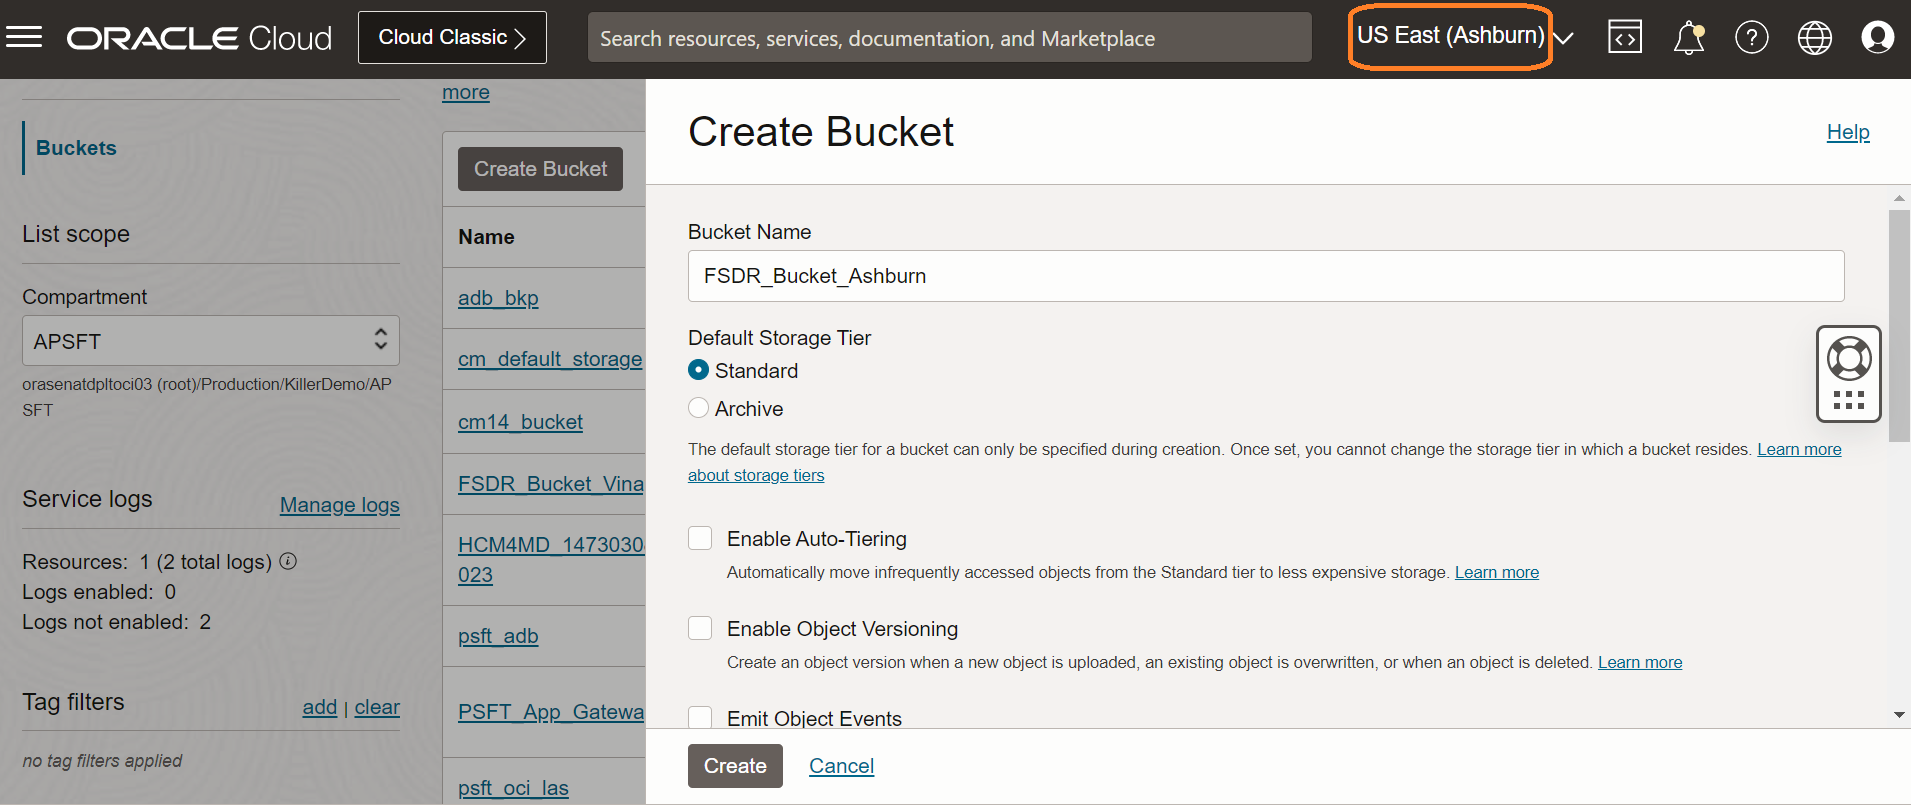 ORACLE Cloud
Cloud Classic
Search resources, services, documentation, and Marketplace
US East (Ashburn)
Buckets
List scope
Compartment
APSFT
orasenatdpltoci03 (root)/Production/KillerDemo/AP
SFT
Service logs
Manage logs
Resources: 1 (2 total logs)
Logs enabled: 0
Logs not enabled: 2
Tag filters
add | clear
no tag filters applied
more
Create Bucket
Name
adb_bkp
cm_default_storage
cm14_bucket
FSDR_Bucket_Vina
HCM4MD_1473030
023
psft_adb
PSFT_App_Gatewa
psft_oci_las
Create Bucket
Help
Bucket Name
FSDR_Bucket_Ashburn
Default Storage Tier
Standard
Archive
The default storage tier for a bucket can only be specified during creation. Once set, you cannot change the storage tier in which a bucket resides. Learn more
about storage tiers
Enable Auto-Tiering
Automatically move infrequently accessed objects from the Standard tier to less expensive storage. Learn more
Enable Object Versioning
Create an object version when a new object is uploaded, an existing object is overwritten, or when an object is deleted. Learn more
Emit Object Events
Create
Cancel